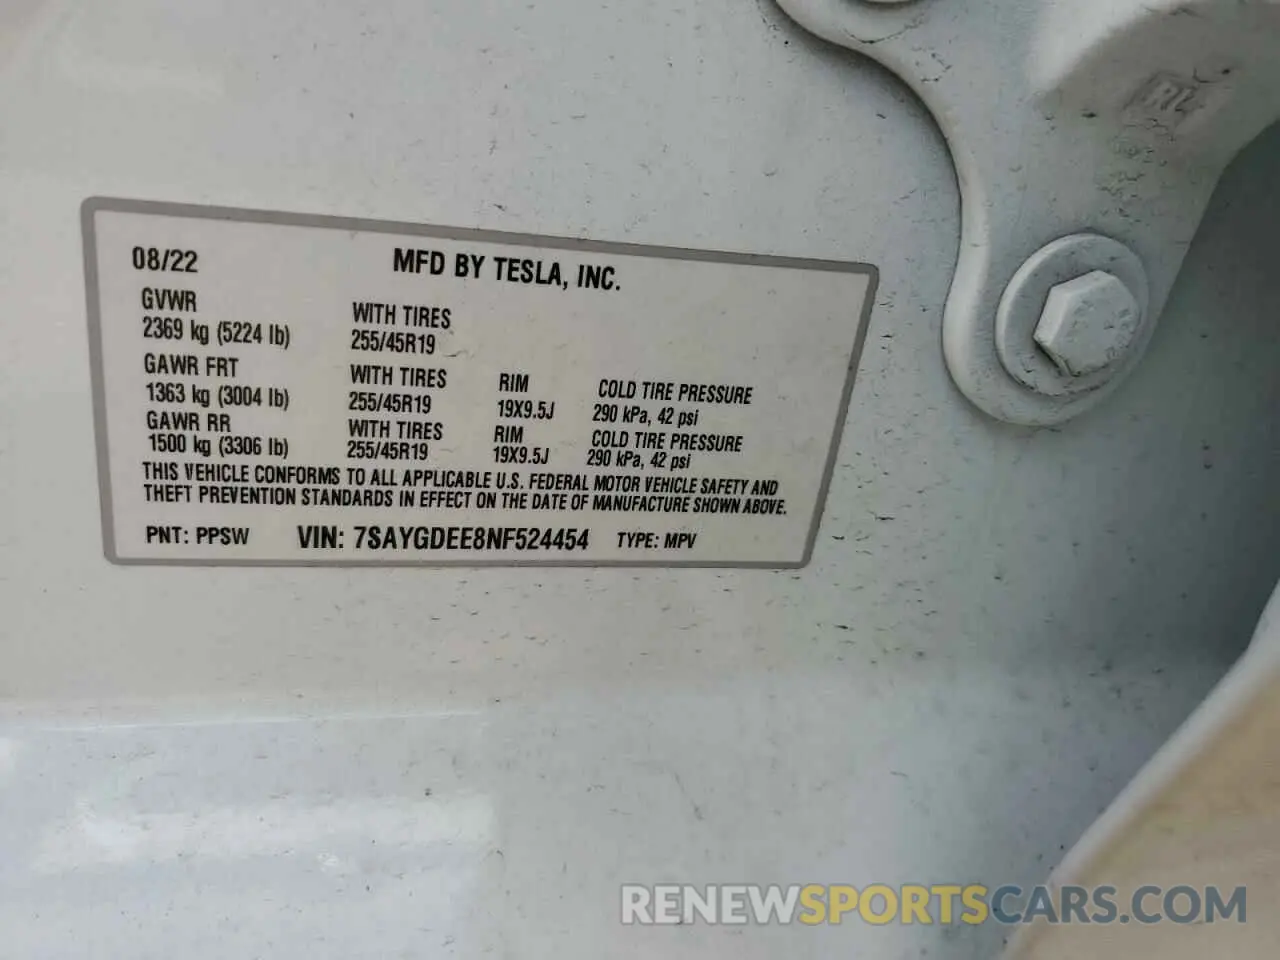 RL
08/22 MFD BY TESLA, INC.
GVWR
2369 kg (5224 lb)
WITH TIRES
255/45R19
GAWR FRT
1363 kg (3004 lb)
WITH TIRES
255/45R19
RIM
19X9.5J
COLD TIRE PRESSURE
290 kPa, 42 psi
GAWR RR
1500 kg (3306 lb)
WITH TIRES
255/45R19
RIM
19X9.5J
COLD TIRE PRESSURE
290 kPa, 42 psi
THIS VEHICLE CONFORMS TO ALL APPLICABLE U.S. FEDERAL MOTOR VEHICLE SAFETY AND
THEFT PREVENTION STANDARDS IN EFFECT ON THE DATE OF MANUFACTURE SHOWN ABOVE.
PNT: PPSW VIN: 7SAYGDEE8NF524454 TYPE: MPV
RENEWSPORTSCARS.COM